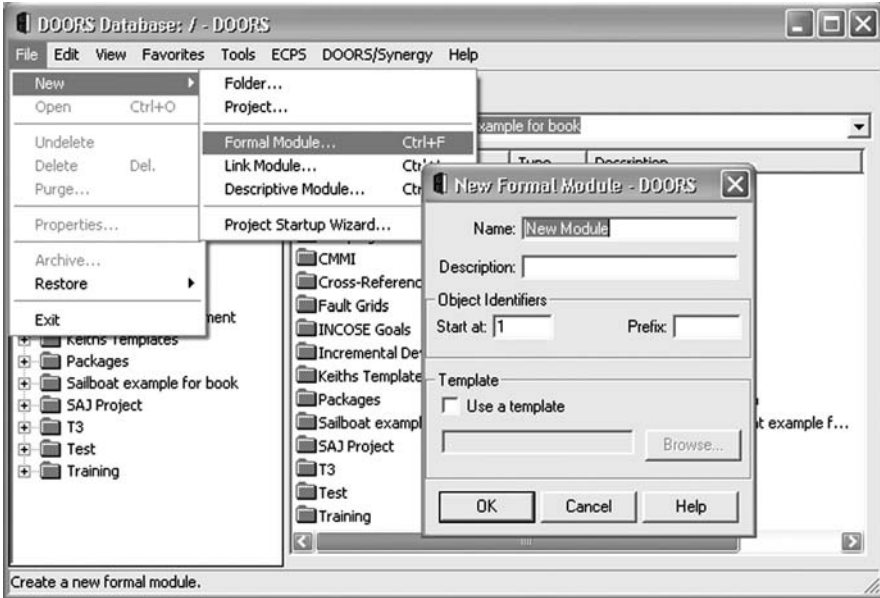 DOORS Database: / - DOORS
File Edit View Favorites Tools ECPS DOORS/Synergy Help
New
Open Ctrl+O
Undelete
Delete Del.
Purge...
Properties...
Archive...
Restore
Exit
Folder...
Project...
Formal Module... Ctrl+F
Link Module...
Descriptive Module...
Project Startup Wizard...
example for book
Type Description
Keiths Templates
Packages
Sailboat example for book
SAJ Project
T3
Test
Training
CMMI
Fault Grids
INCOSE Goals
Packages
SAJ Project
T3
Test
Training
New Formal Module - DOORS
Name: New Module
Description:
Object Identifiers
Start at: 1 Prefix:
Template
Use a template
Browse...
OK Cancel Help
example f...
Create a new formal module.